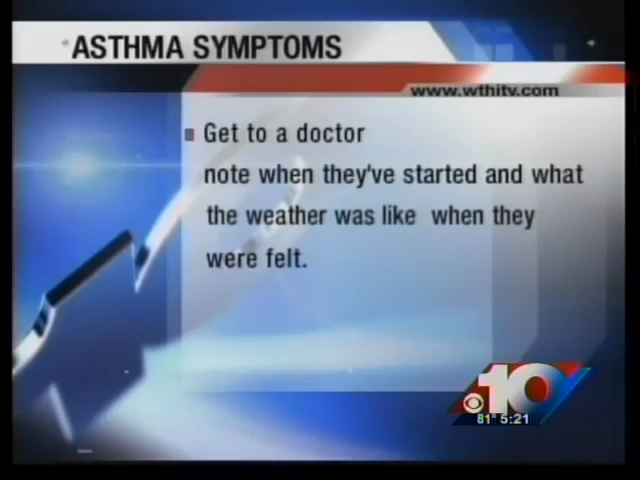 ASTHMA SYMPTOMS
www.wthitv.com
Get to a doctor
note when they've started and what
the weather was like when they
were felt.
10
81° 5:21